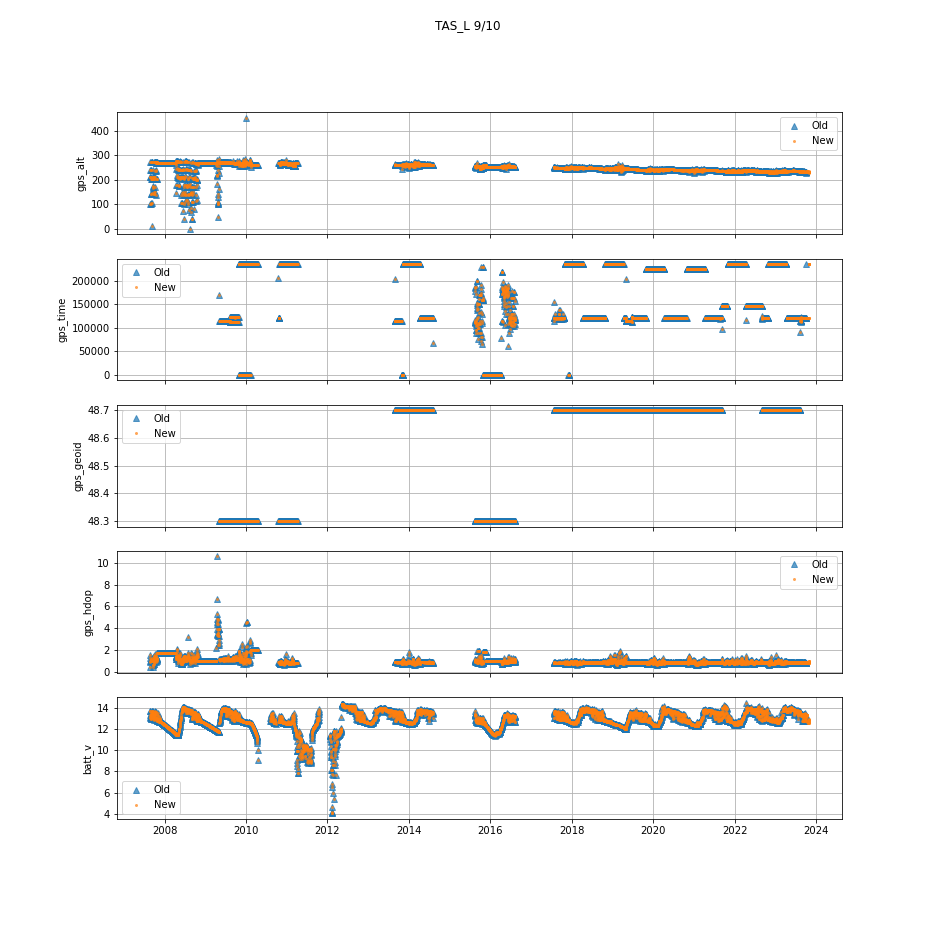 TAS_L 9/10
gps_alt
400
300
200
100
0
Old
New
gps_time
200000
150000
100000
50000
0
Old
New
gps_geoid
48.7
48.6
48.5
48.4
48.3
Old
New
gps_hdop
10
8
6
4
2
0
Old
New
batt_v
14
12
10
8
6
4
Old
New
2008 2010 2012 2014 2016 2018 2020 2022 2024